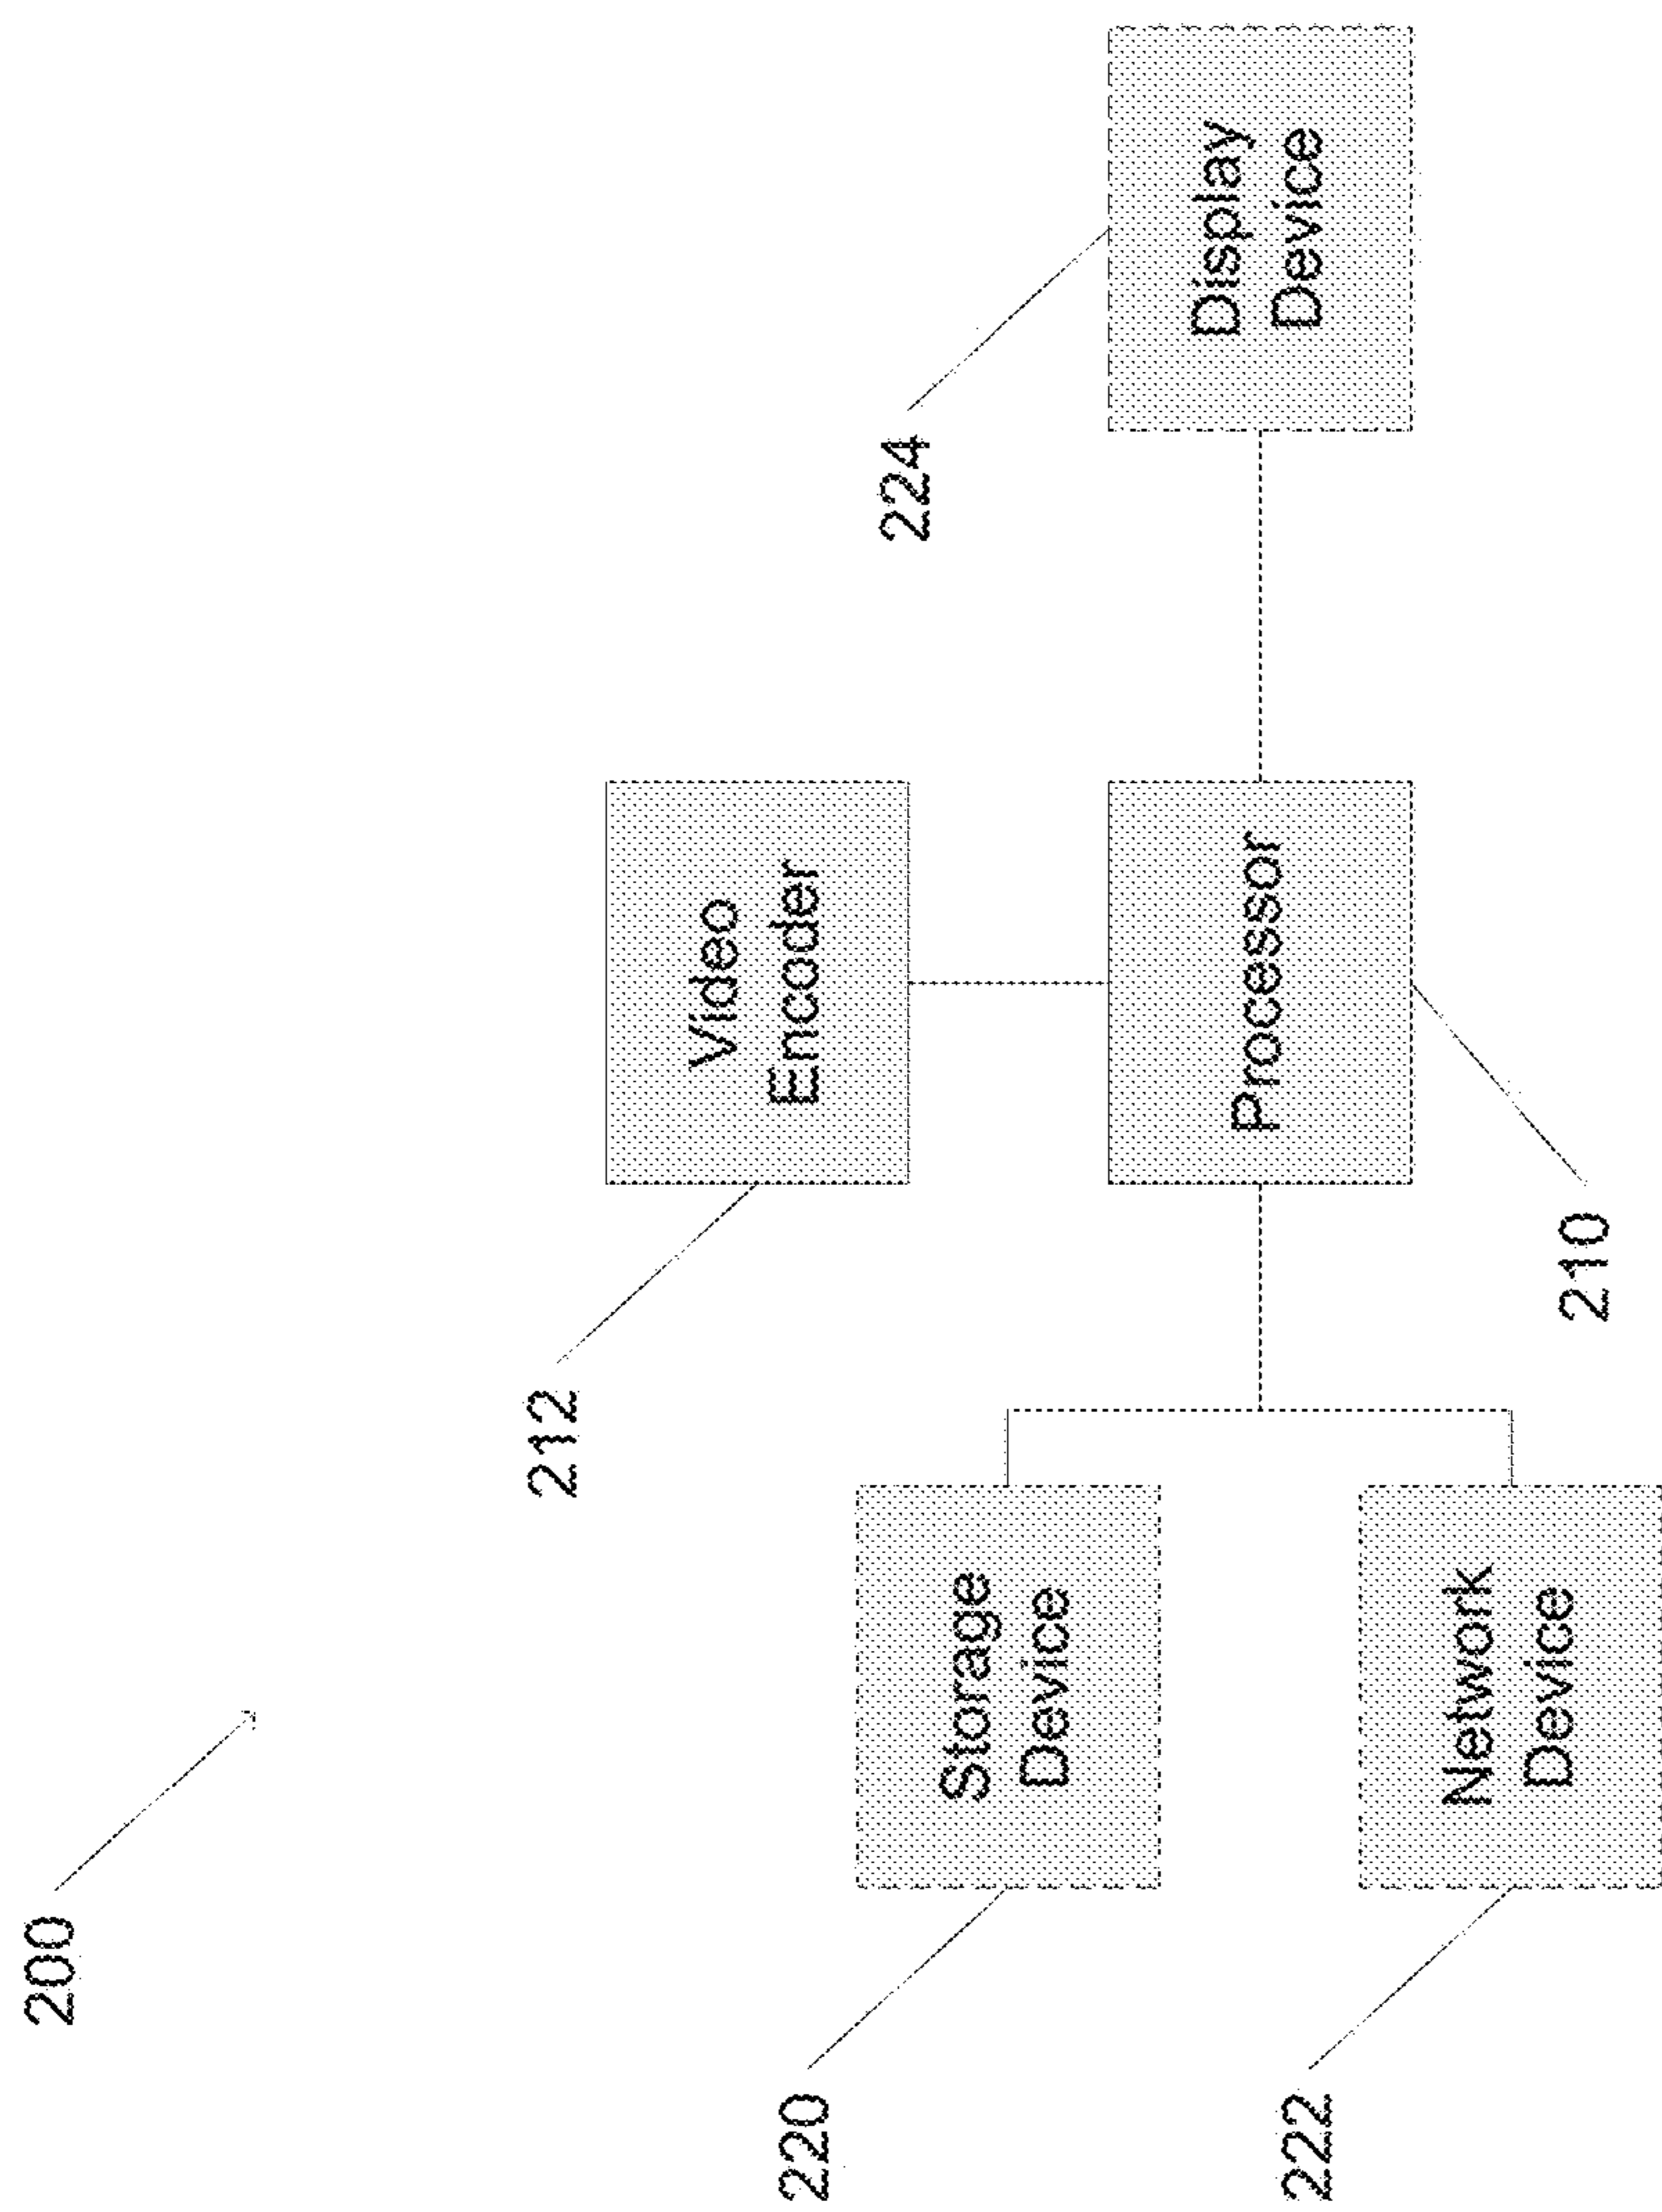 200
212
Video
Encoder
224
220
Storage
Device
Processor
Display
Device
222
Network
Device
210